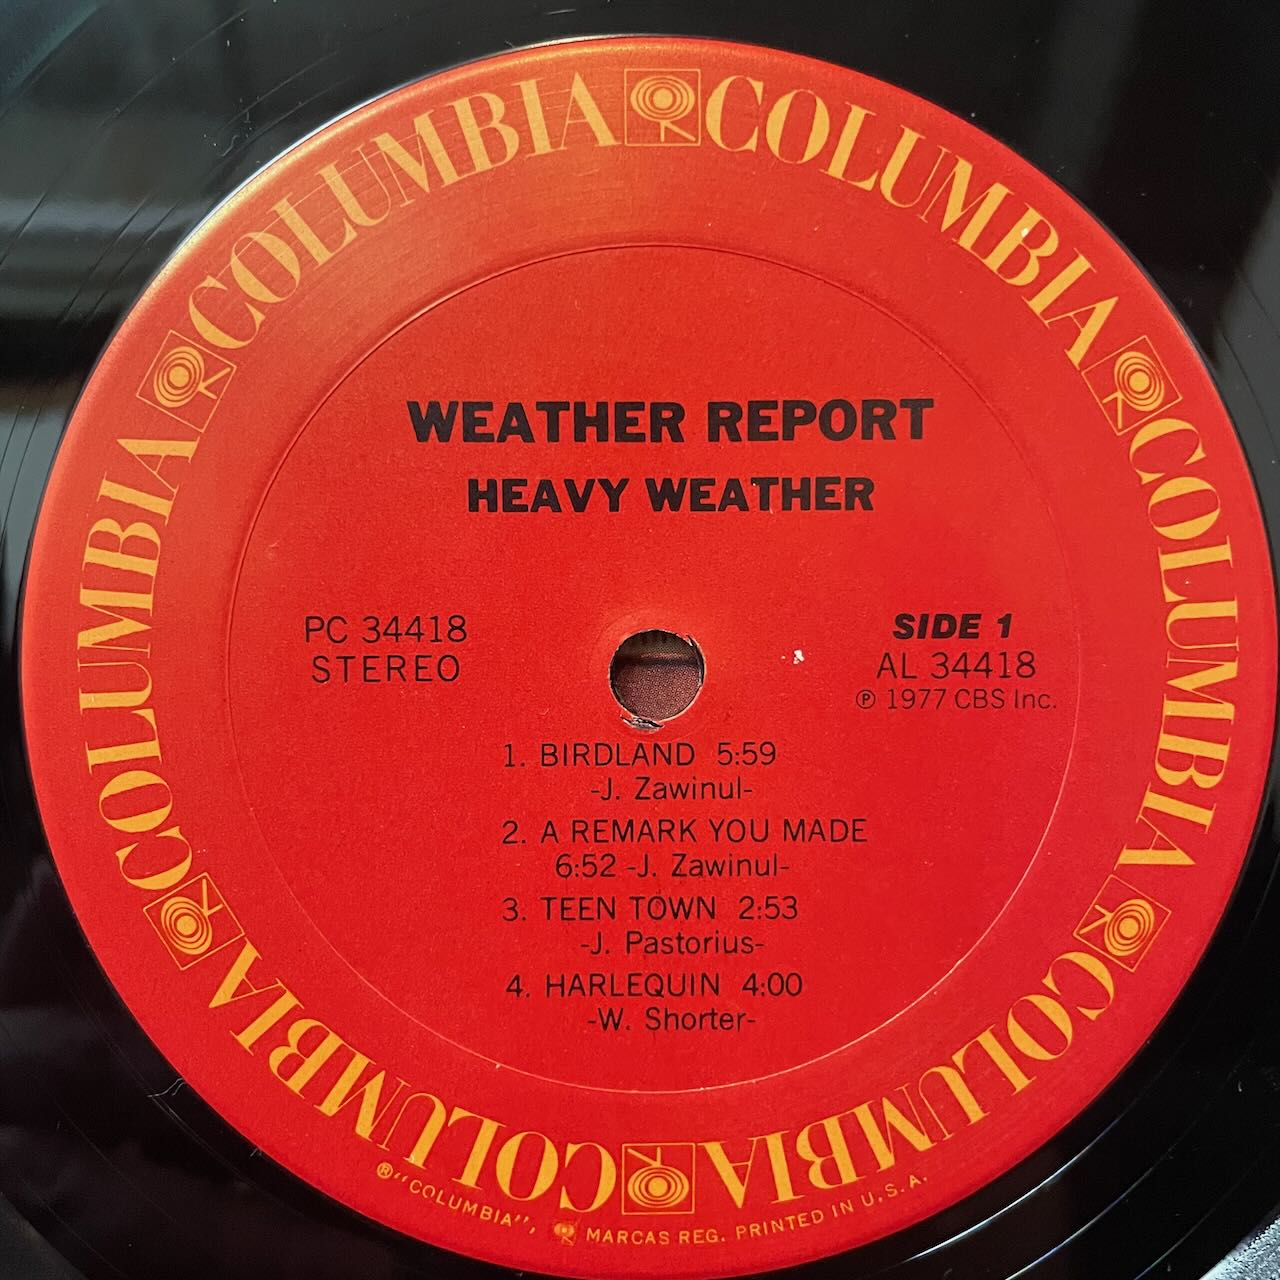 COLUMBIA COLUMBIA COLUMBIA COLUMBIA COLUMBIA COLUMBIA
WEATHER REPORT
HEAVY WEATHER
PC 34418
STEREO
SIDE 1
AL 34418
℗ 1977 CBS Inc.
1. BIRDLAND 5:59
-J. Zawinul-
2. A REMARK YOU MADE
6:52 -J. Zawinul-
3. TEEN TOWN 2:53
-J. Pastorius-
4. HARLEQUIN 4:00
-W. Shorter-
®"COLUMBIA", MARCAS REG. PRINTED IN U.S.A.